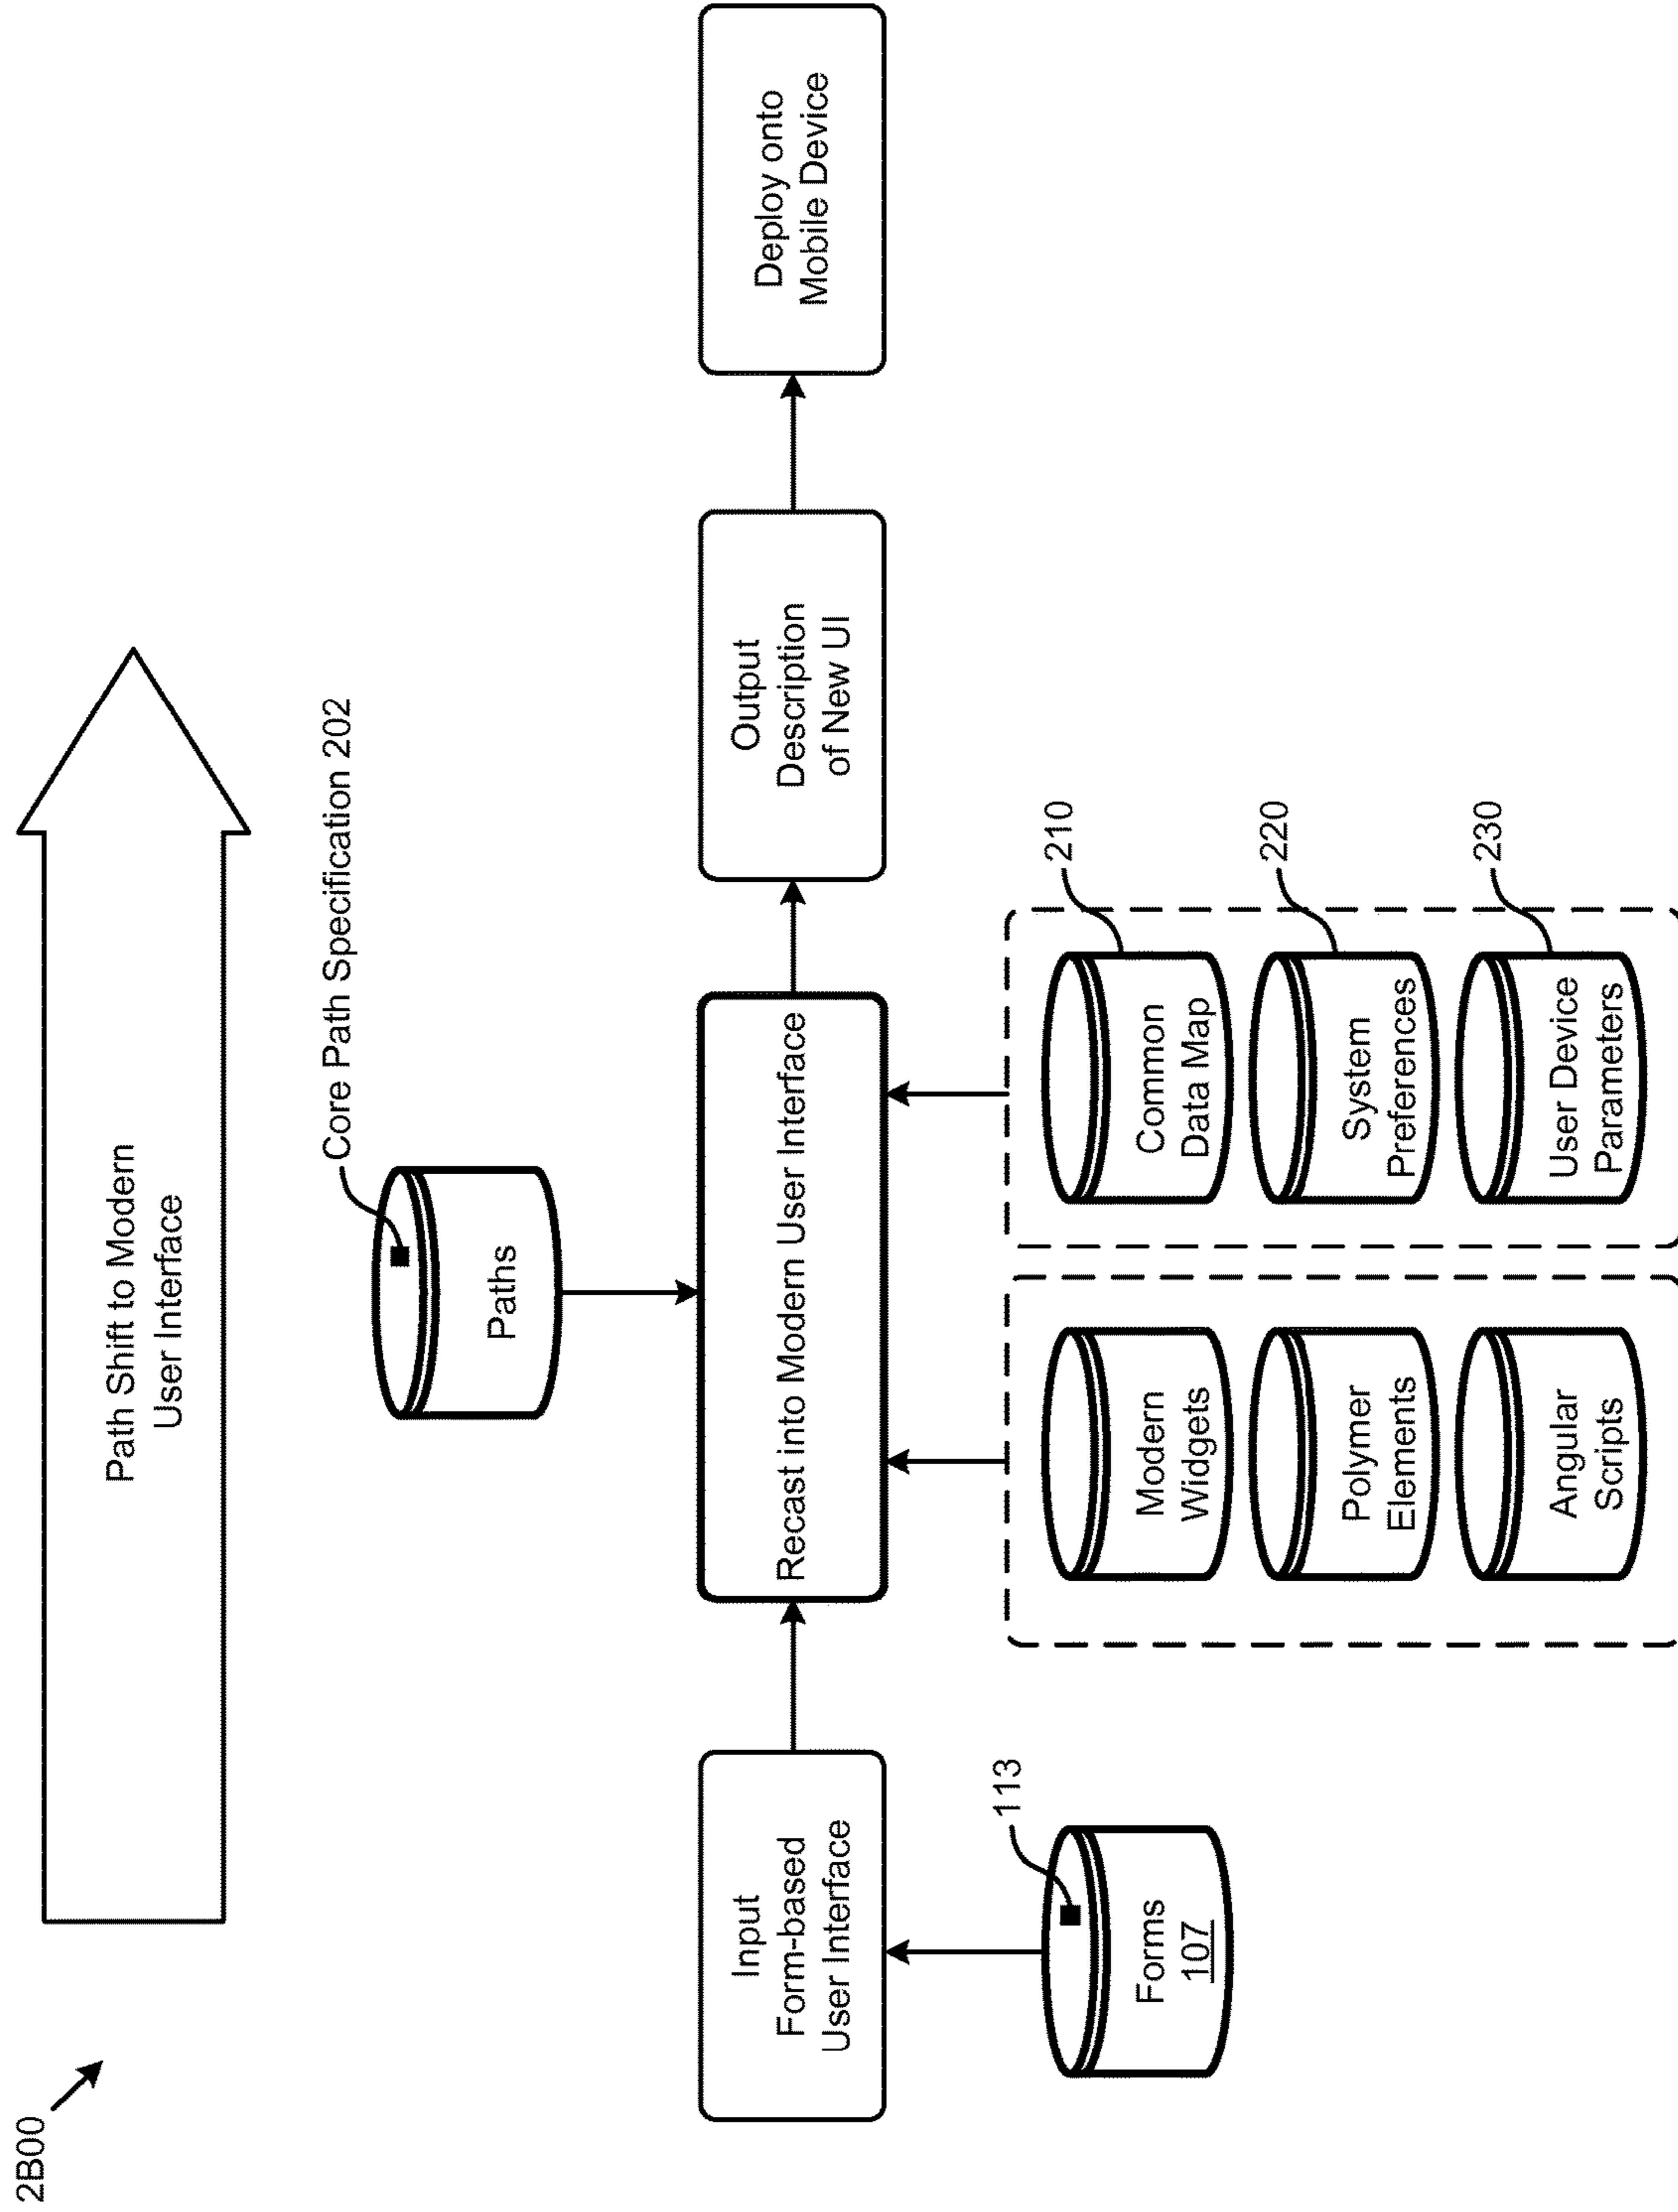 2B00
Path Shift to Modern
User Interface
Core Path Specification 202
Paths
Input
Form-based
User Interface
Recast into Modern User Interface
Output
Description
of New UI
Deploy onto
Mobile Device
113
Forms
107
Modern
Widgets
Polymer
Elements
Angular
Scripts
210
Common
Data Map
220
System
Preferences
230
User Device
Parameters